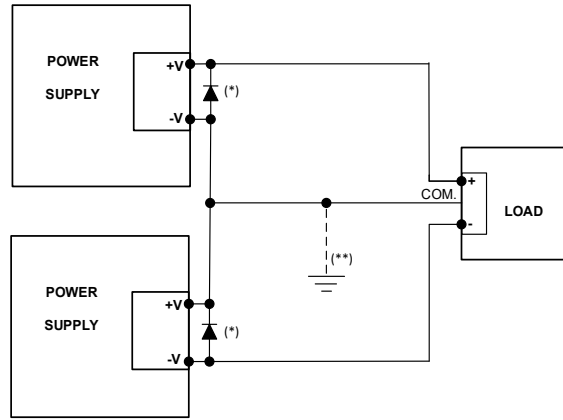 POWER
SUPPLY
+V
-V
(*)
COM.
+
-
LOAD
(**)
POWER
SUPPLY
+V
-V
(*)